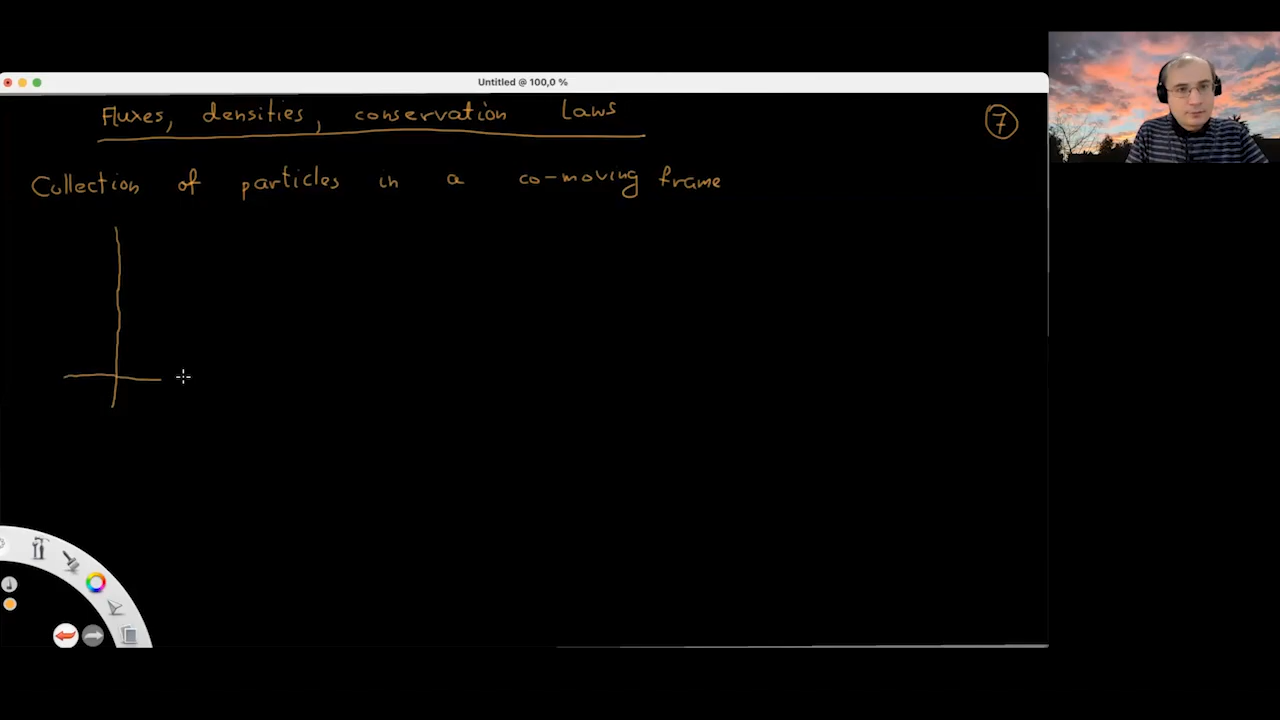 Untitled @ 100,0 %
Fluxes, densities, conservation laws
7
Collection of particles in a co-moving frame